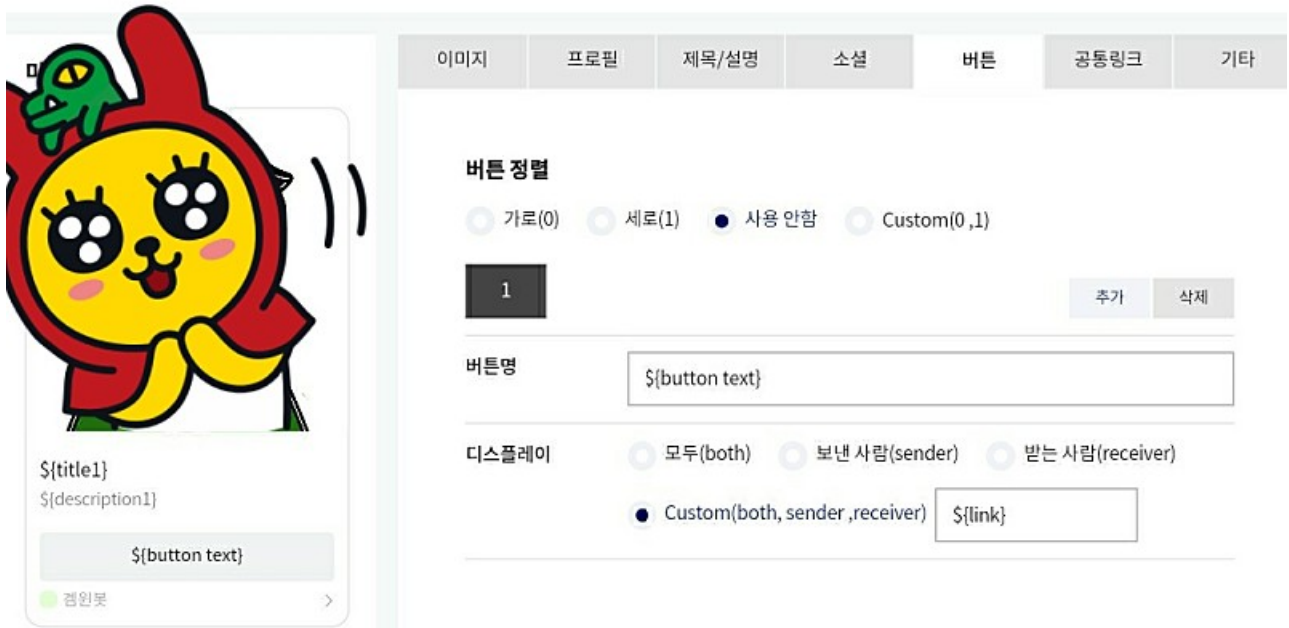 이미지 프로필 제목/설명 소셜 버튼 공통링크 기타
버튼 정렬
가로(0) 세로(1) 사용 안함 Custom(0 ,1)
1 추가 삭제
버튼명 ${button text}
디스플레이 모두(both) 보낸 사람(sender) 받는 사람(receiver)
Custom(both, sender ,receiver) ${link}
${title1}
${description1}
${button text}
겜윈봇